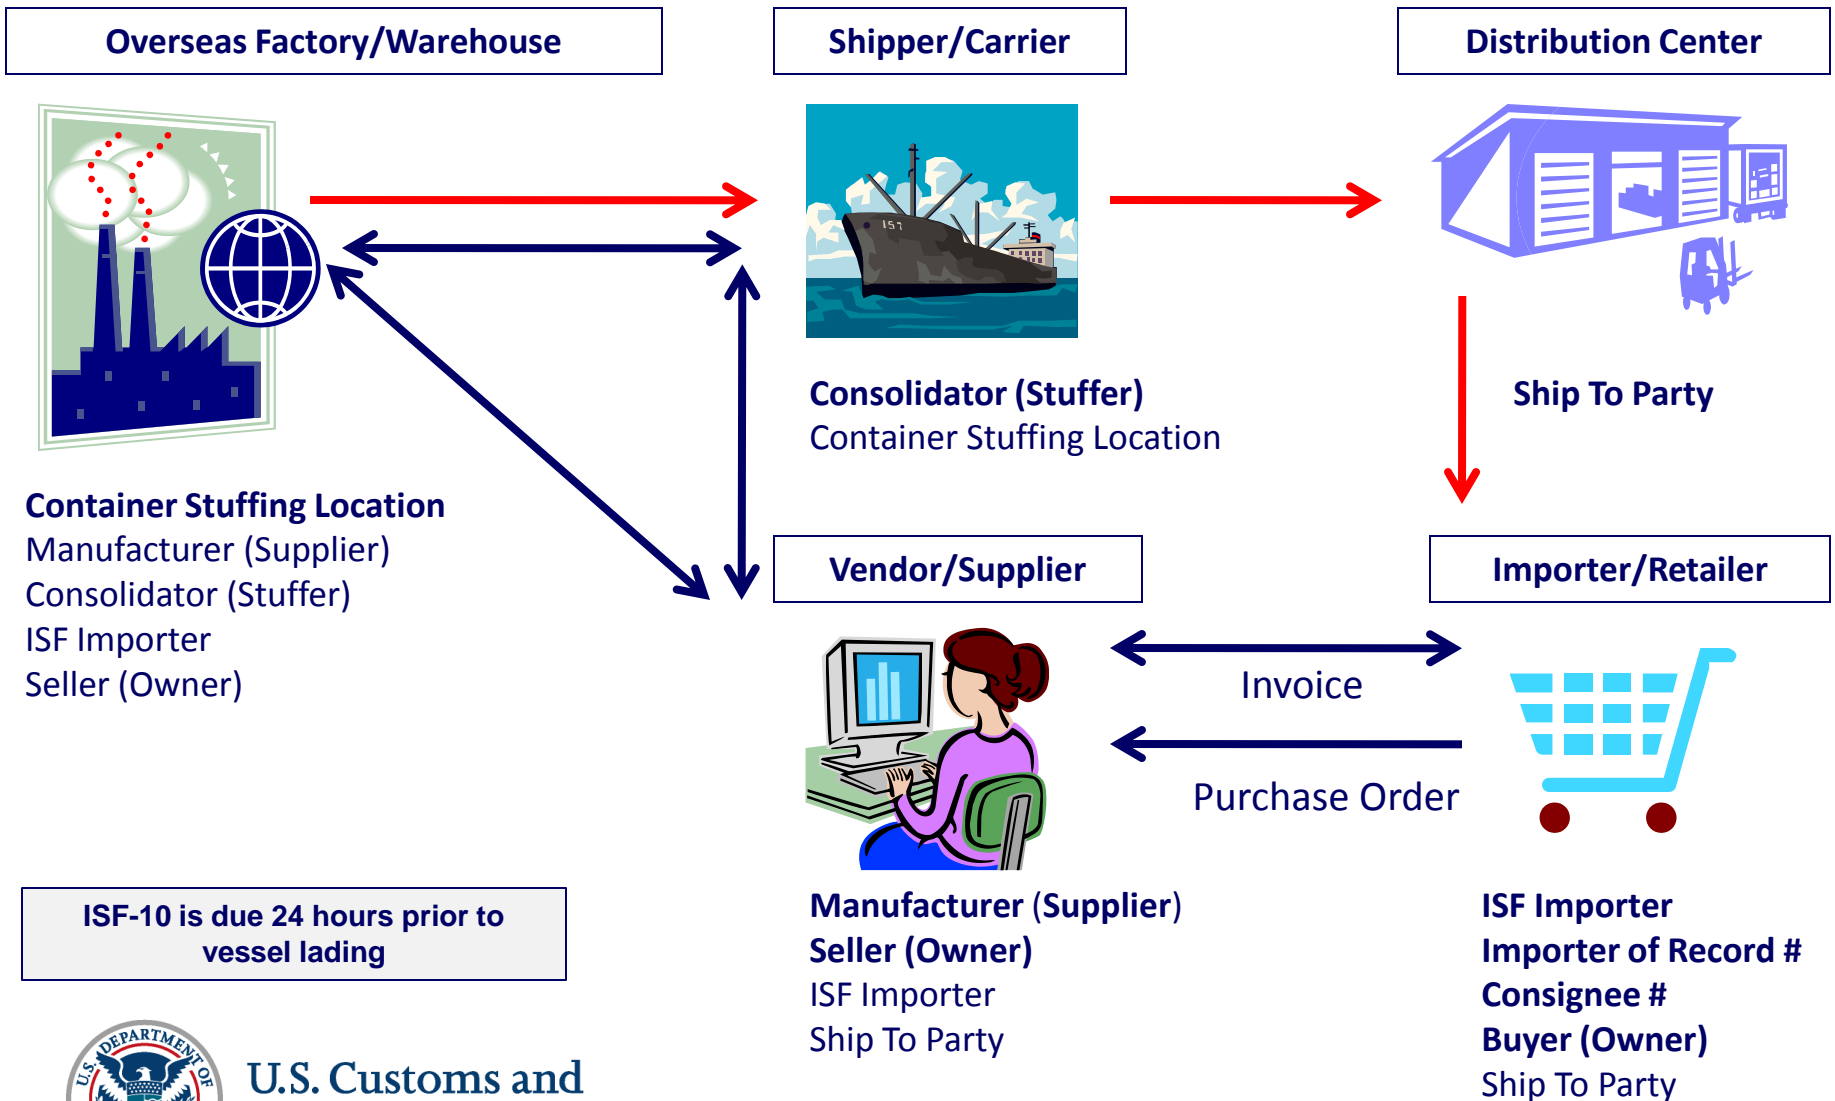 Overseas Factory/Warehouse
Shipper/Carrier
Distribution Center
157
Consolidator (Stuffer)
Container Stuffing Location
Ship To Party
Container Stuffing Location
Manufacturer (Supplier)
Consolidator (Stuffer)
ISF Importer
Seller (Owner)
Vendor/Supplier
Importer/Retailer
Invoice
Purchase Order
Manufacturer (Supplier)
Seller (Owner)
ISF Importer
Ship To Party
ISF Importer
Importer of Record #
Consignee #
Buyer (Owner)
Ship To Party
ISF-10 is due 24 hours prior to
vessel lading
U.S. DEPARTMENT OF
U.S. Customs and